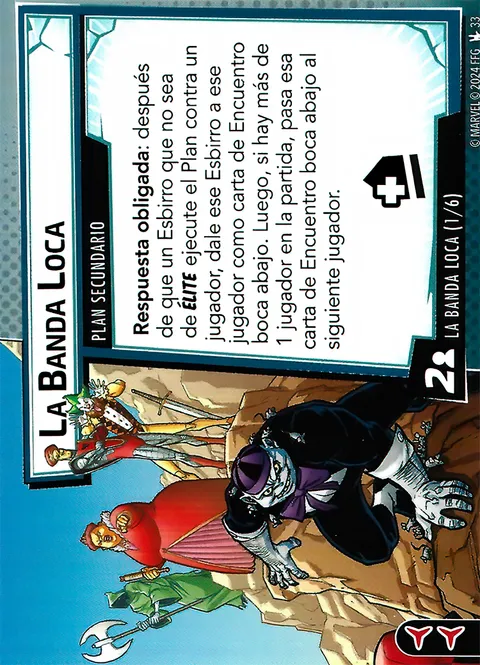 LA BANDA LOCA
PLAN SECUNDARIO
Respuesta obligada: después
de que un Esbirro que no sea
de ÉLITE ejecute el Plan contra un
jugador, dale ese Esbirro a ese
jugador como carta de Encuentro
boca abajo. Luego, si hay más de
1 jugador en la partida, pasa esa
carta de Encuentro boca abajo al
siguiente jugador.
2
LA BANDA LOCA (1/6)
© MARVEL © 2024 FFG 33